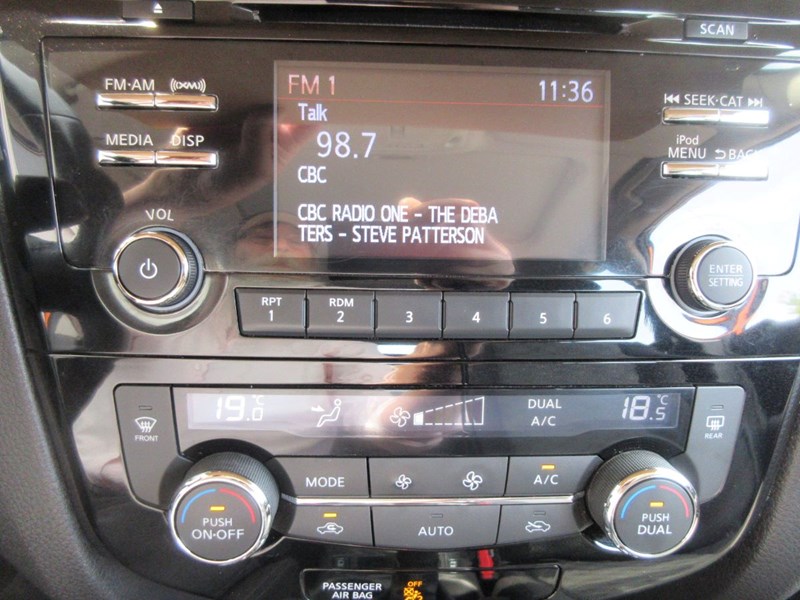 SCAN
FM·AM
XM
SEEK·CAT
MEDIA DISP
iPod
MENU BACK
FM 1 11:36
Talk
98.7
CBC
CBC RADIO ONE - THE DEBA
TERS - STEVE PATTERSON
VOL
ENTER
SETTING
RPT RDM
1 2 3 4 5 6
19.0 °C DUAL 18.5 °C
A/C
FRONT
REAR
MODE A/C
PUSH
ON·OFF
AUTO
PUSH
DUAL
PASSENGER
AIR BAG
OFF